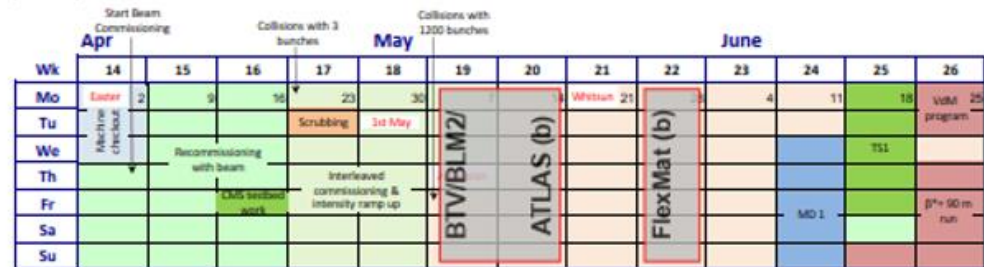 Start Beam
Commissioning
Collisions with 3
bunches
Collisions with
1200 bunches
Apr May June
Wk 14 15 16 17 18 19 20 21 22 23 24 25 26
Mo Easter 2 9 16 23 30 Whitsun 21 4 11 18 VdM 25
program
Tu Scrubbing 1st May
Machine
checkout
We Recommissioning
with beam
TS1
Th Interleaved
commissioning &
intensity ramp up
Fr CMS testbed
work
MD 1
β*= 90 m
run
Sa
Su
BTV/BLM2/
ATLAS (b)
FlexMat (b)